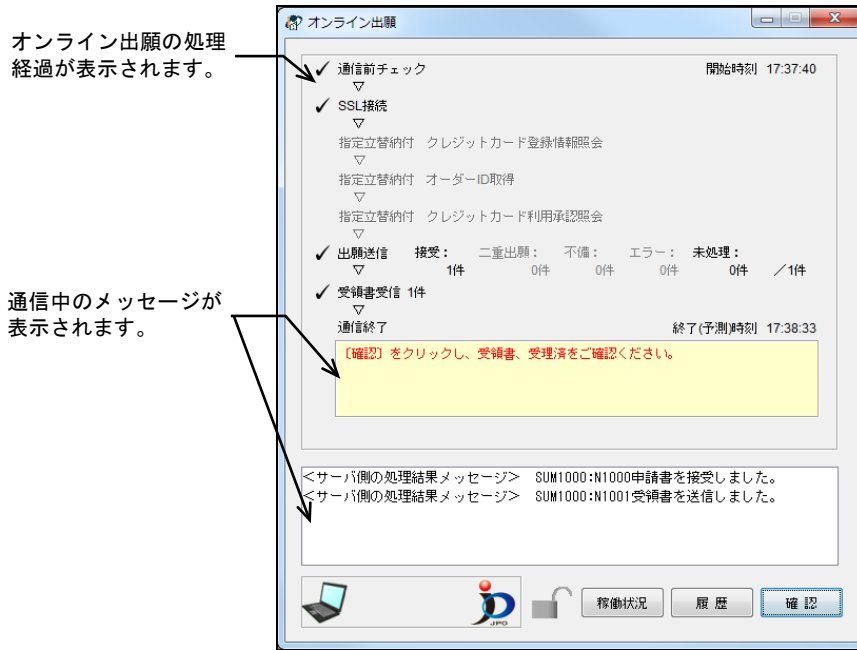 オンライン出願
オンライン出願の処理
経過が表示されます。
通信前チェック 開始時刻 17:37:40
▽
SSL接続
▽
指定立替納付 クレジットカード登録情報照会
▽
指定立替納付 オーダーID取得
▽
指定立替納付 クレジットカード利用承認照会
▽
出願送信 接受: 二重出願: 不備: エラー: 未処理:
▽ 1件 0件 0件 0件 0件 /1件
受領書受信 1件
▽
通信終了 終了(予測)時刻 17:38:33
通信中のメッセージが
表示されます。
〔確認〕をクリックし、受領書、受理済をご確認ください。
<サーバ側の処理結果メッセージ> SUM1000:N1000申請書を接受しました。
<サーバ側の処理結果メッセージ> SUM1000:N1001受領書を送信しました。
JPO
稼働状況 履歴 確認